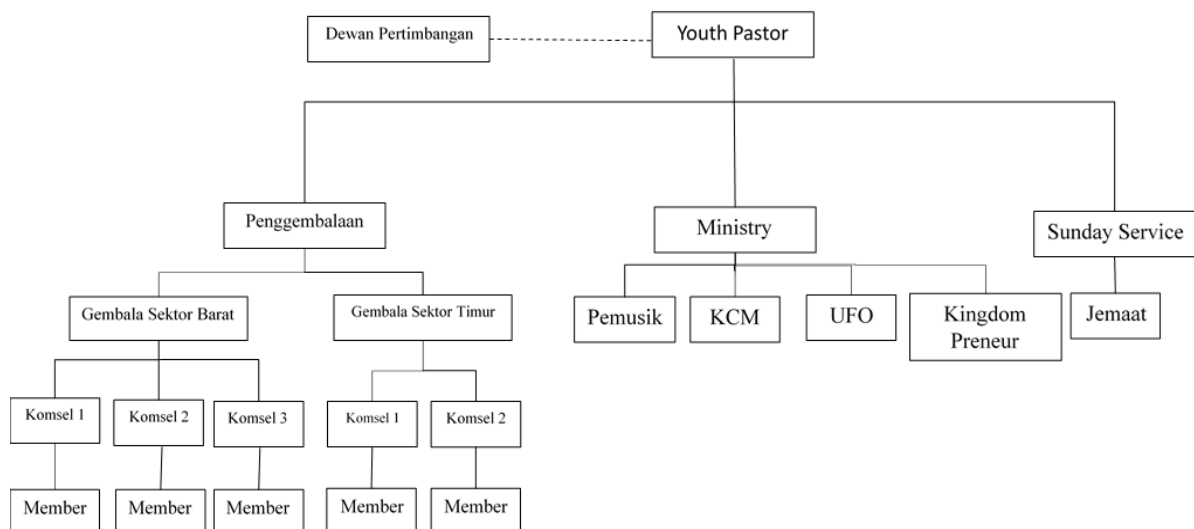 Dewan Pertimbangan
Youth Pastor
Penggembalaan
Ministry
Sunday Service
Gembala Sektor Barat
Gembala Sektor Timur
Pemusik
KCM
UFO
Kingdom
Preneur
Jemaat
Komsel 1
Komsel 2
Komsel 3
Komsel 1
Komsel 2
Member
Member
Member
Member
Member